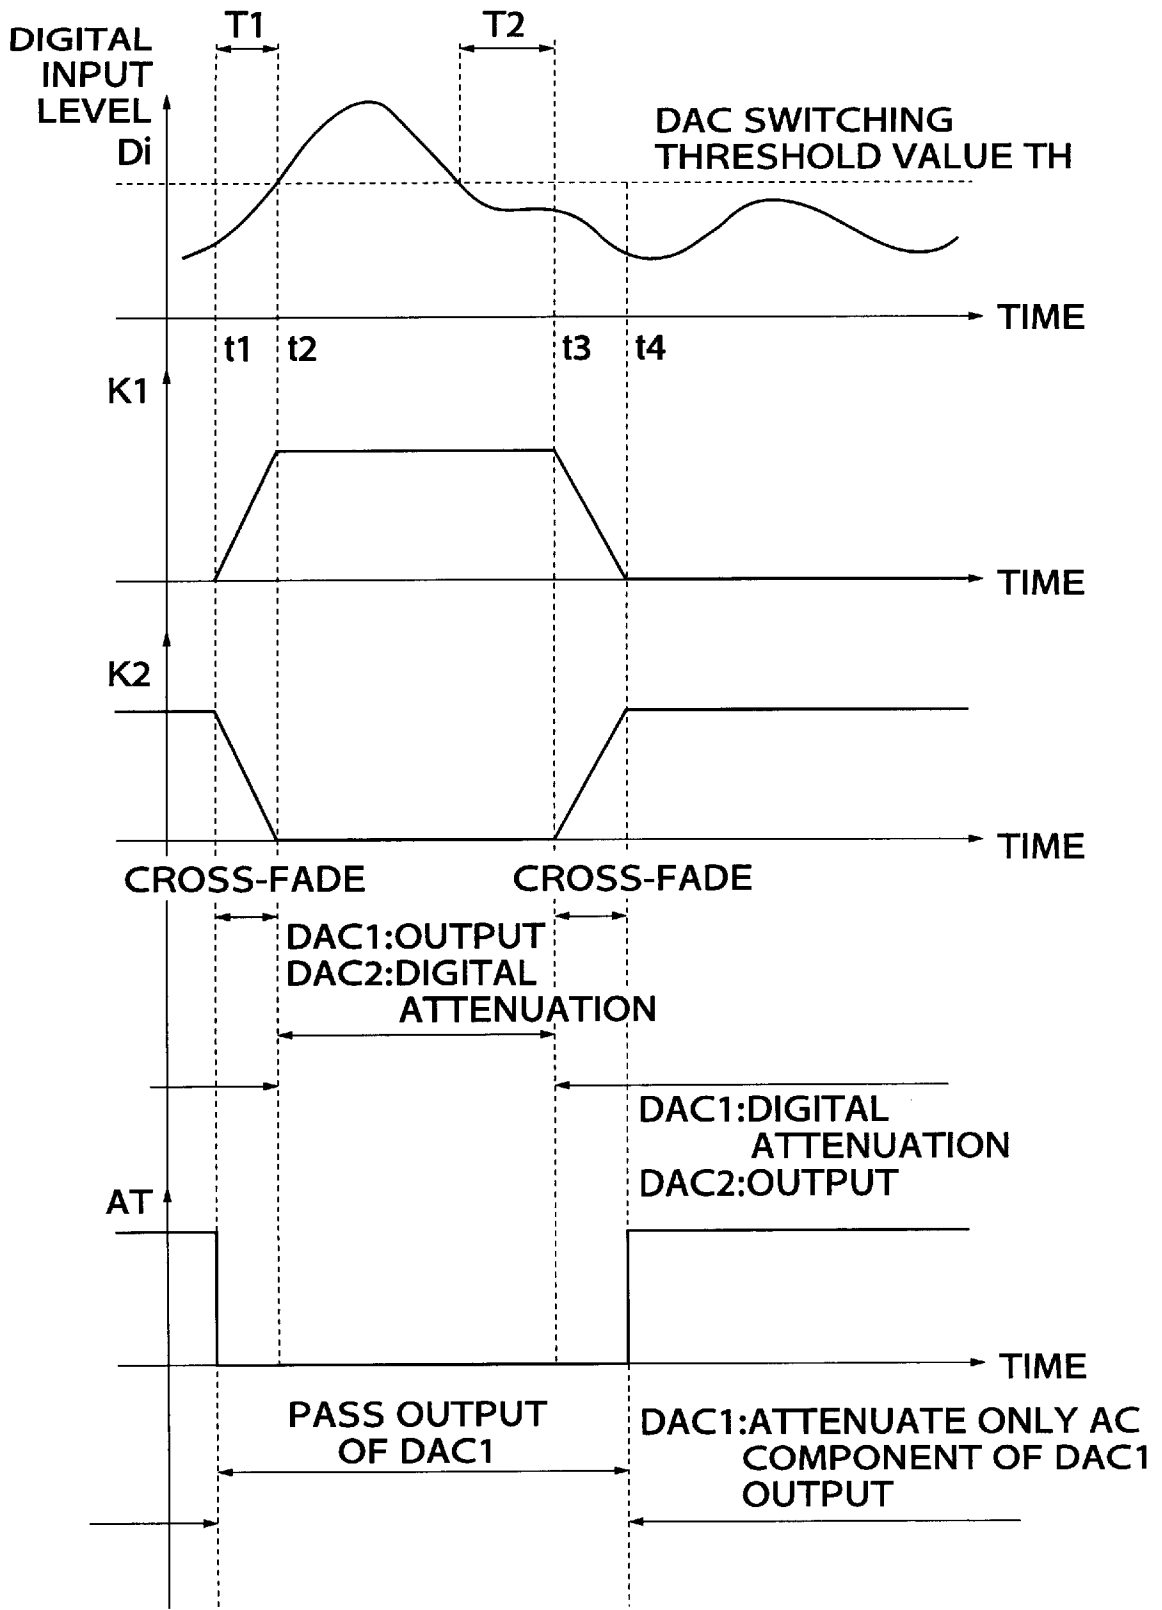 T1
T2
DIGITAL
INPUT
LEVEL
Di
DAC SWITCHING
THRESHOLD VALUE TH
TIME
t1
t2
t3
t4
K1
TIME
K2
TIME
CROSS-FADE
CROSS-FADE
DAC1:OUTPUT
DAC2:DIGITAL
ATTENUATION
DAC1:DIGITAL
ATTENUATION
DAC2:OUTPUT
AT
TIME
PASS OUTPUT
OF DAC1
DAC1:ATTENUATE ONLY AC
COMPONENT OF DAC1
OUTPUT